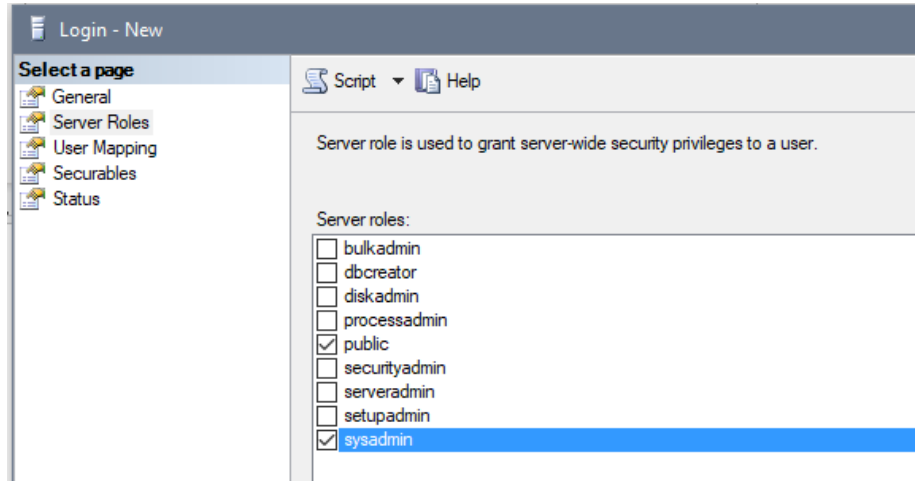 Login - New
Select a page
General
Server Roles
User Mapping
Securables
Status
Script Help
Server role is used to grant server-wide security privileges to a user.
Server roles:
bulkadmin
dbcreator
diskadmin
processadmin
public
securityadmin
serveradmin
setupadmin
sysadmin